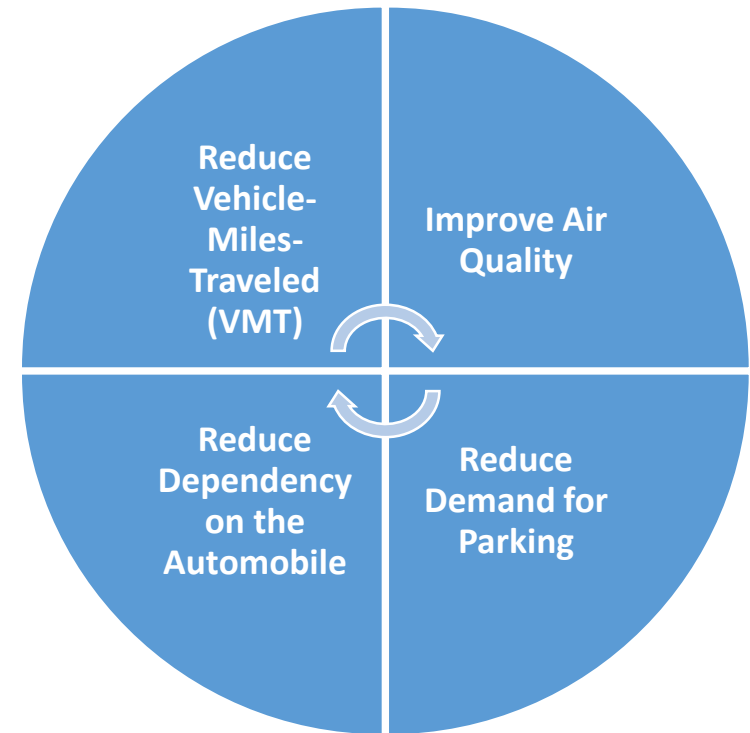 Reduce
Vehicle-
Miles-
Traveled
(VMT)
Improve Air
Quality
Reduce
Dependency
on the
Automobile
Reduce
Demand for
Parking